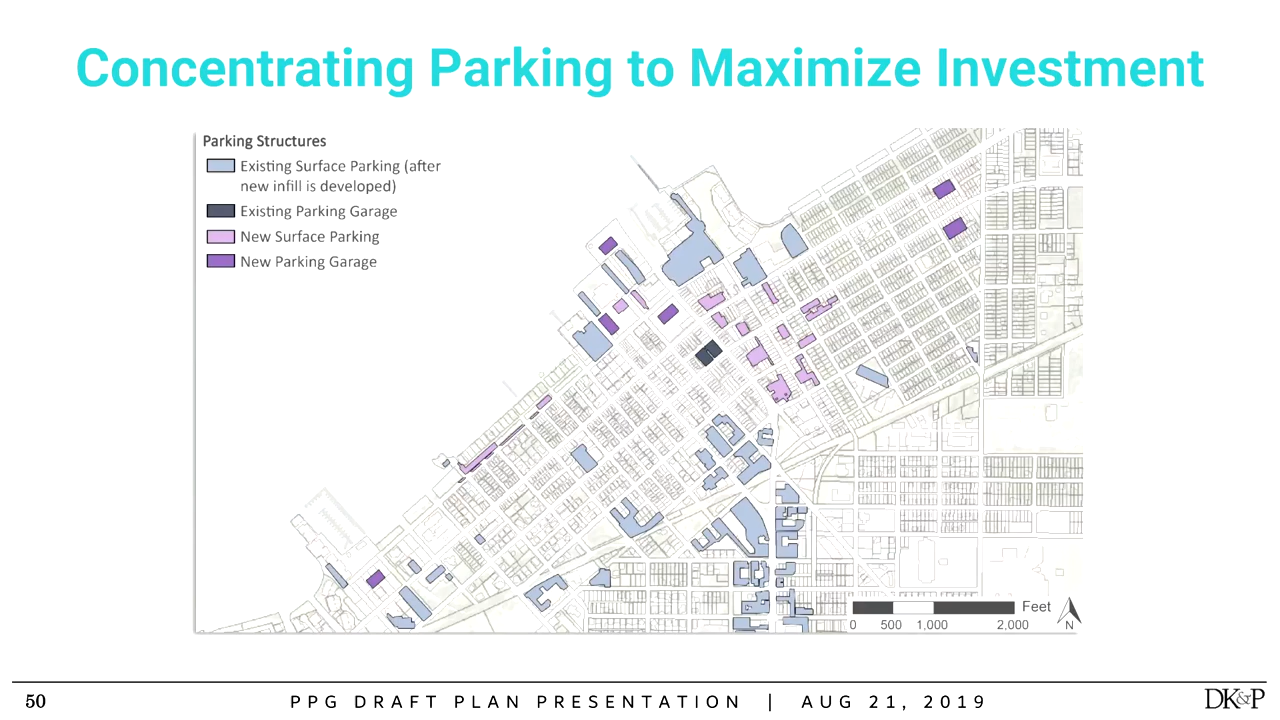 Concentrating Parking to Maximize Investment
Parking Structures
Existing Surface Parking (after
new infill is developed)
Existing Parking Garage
New Surface Parking
New Parking Garage
Feet
0 500 1,000 2,000
N
50
PPG DRAFT PLAN PRESENTATION | AUG 21, 2019
DK&P